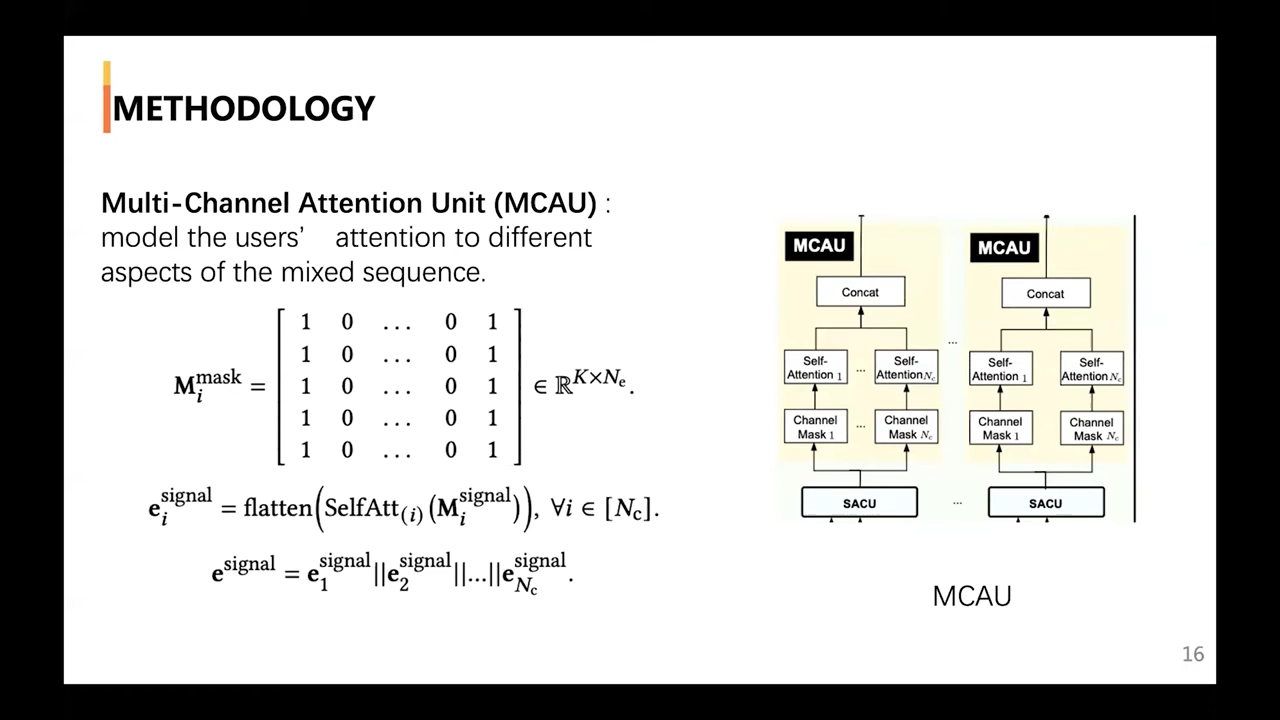 METHODOLOGY
Multi-Channel Attention Unit (MCAU) :
model the users’ attention to different
aspects of the mixed sequence.
M_i^mask = [ 1 0 ... 0 1
1 0 ... 0 1
1 0 ... 0 1
1 0 ... 0 1
1 0 ... 0 1 ] ∈ ℝ^{K×N_e}.
e_i^signal = flatten(SelfAtt_(i)(M_i^signal)), ∀i ∈ [N_c].
e^signal = e_1^signal||e_2^signal||...||e_{N_c}^signal.
MCAU
Concat
Self-
Attention 1
...
Self-
Attention N_c
Channel
Mask 1
...
Channel
Mask N_c
SACU
...
...
MCAU
Concat
Self-
Attention 1
...
Self-
Attention N_c
Channel
Mask 1
...
Channel
Mask N_c
SACU
MCAU
16